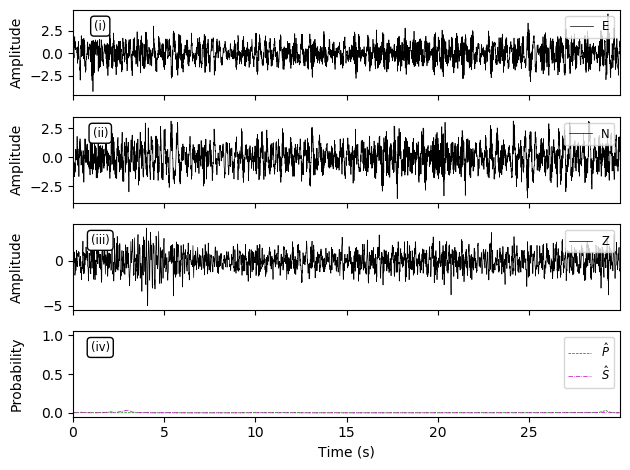 (i)
E
Amplitude
2.5
0.0
−2.5
(ii)
N
Amplitude
2.5
0.0
−2.5
(iii)
Z
Amplitude
0
−5
(iv)
P̂
Ŝ
Probability
1.0
0.5
0.0
0 5 10 15 20 25
Time (s)